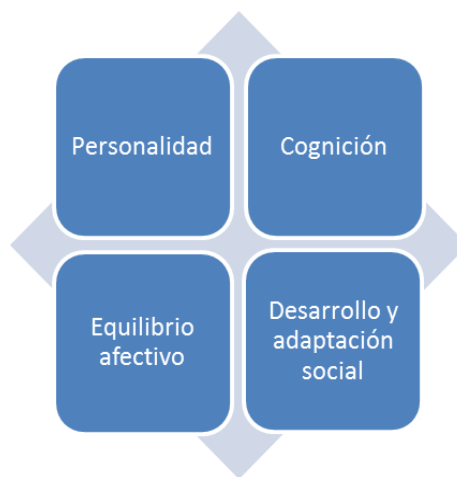 Personalidad
Cognición
Equilibrio
afectivo
Desarrollo y
adaptación
social